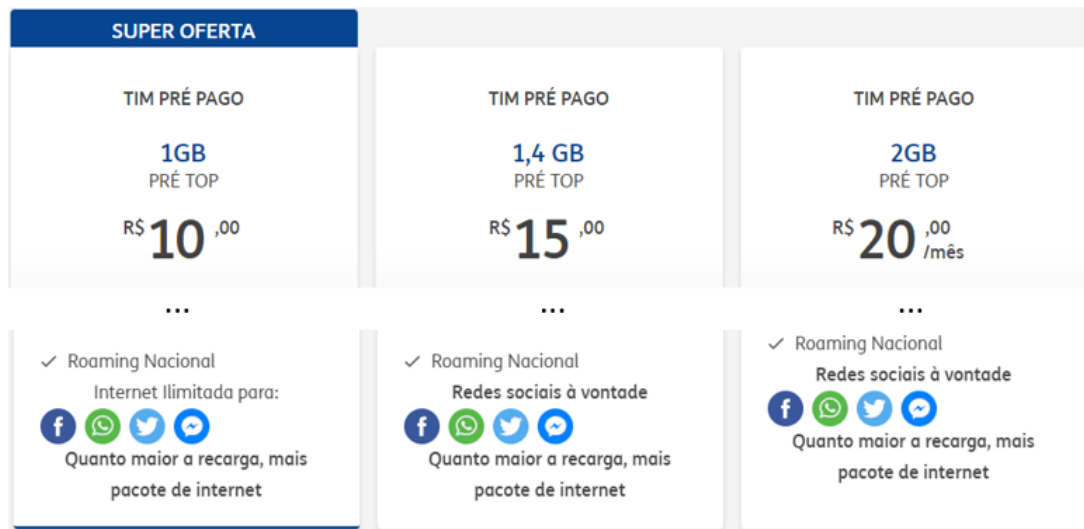 SUPER OFERTA
TIM PRÉ PAGO
1GB
PRÉ TOP
R$ 10 ,00
TIM PRÉ PAGO
1,4 GB
PRÉ TOP
R$ 15 ,00
TIM PRÉ PAGO
2GB
PRÉ TOP
R$ 20 ,00
/mês
...
...
...
Roaming Nacional
Internet Ilimitada para:
Quanto maior a recarga, mais
pacote de internet
Roaming Nacional
Redes sociais à vontade
Quanto maior a recarga, mais
pacote de internet
Roaming Nacional
Redes sociais à vontade
Quanto maior a recarga, mais
pacote de internet